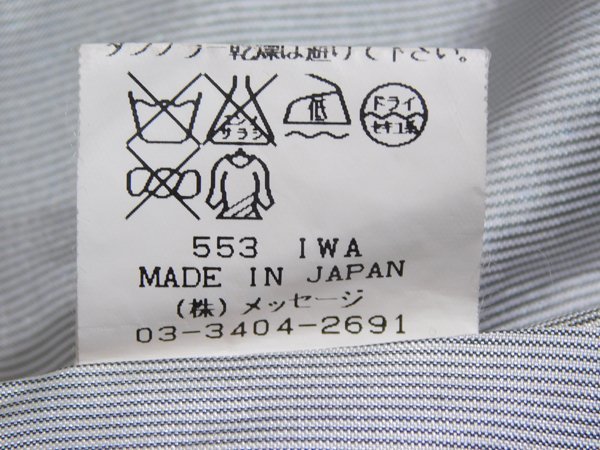 タンブラー乾燥は避けて下さい。
エンソ
サラシ
低
ドライ
セキユ系
553 IWA
MADE IN JAPAN
(株) メッセージ
03-3404-2691